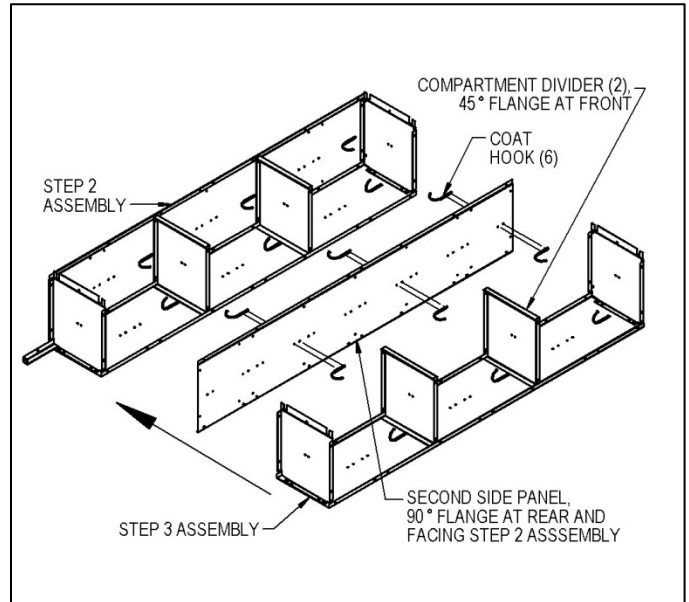 COMPARTMENT DIVIDER (2),
45° FLANGE AT FRONT
COAT
HOOK (6)
STEP 2
ASSEMBLY
SECOND SIDE PANEL,
90° FLANGE AT REAR AND
FACING STEP 2 ASSSEMBLY
STEP 3 ASSEMBLY